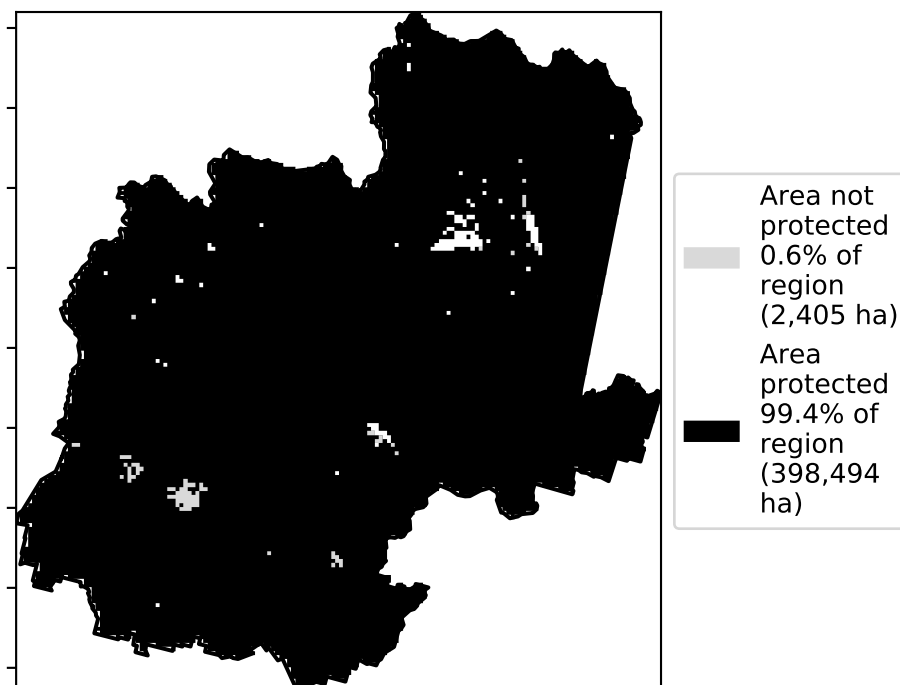 Area not
protected
0.6% of
region
(2,405 ha)
Area
protected
99.4% of
region
(398,494
ha)